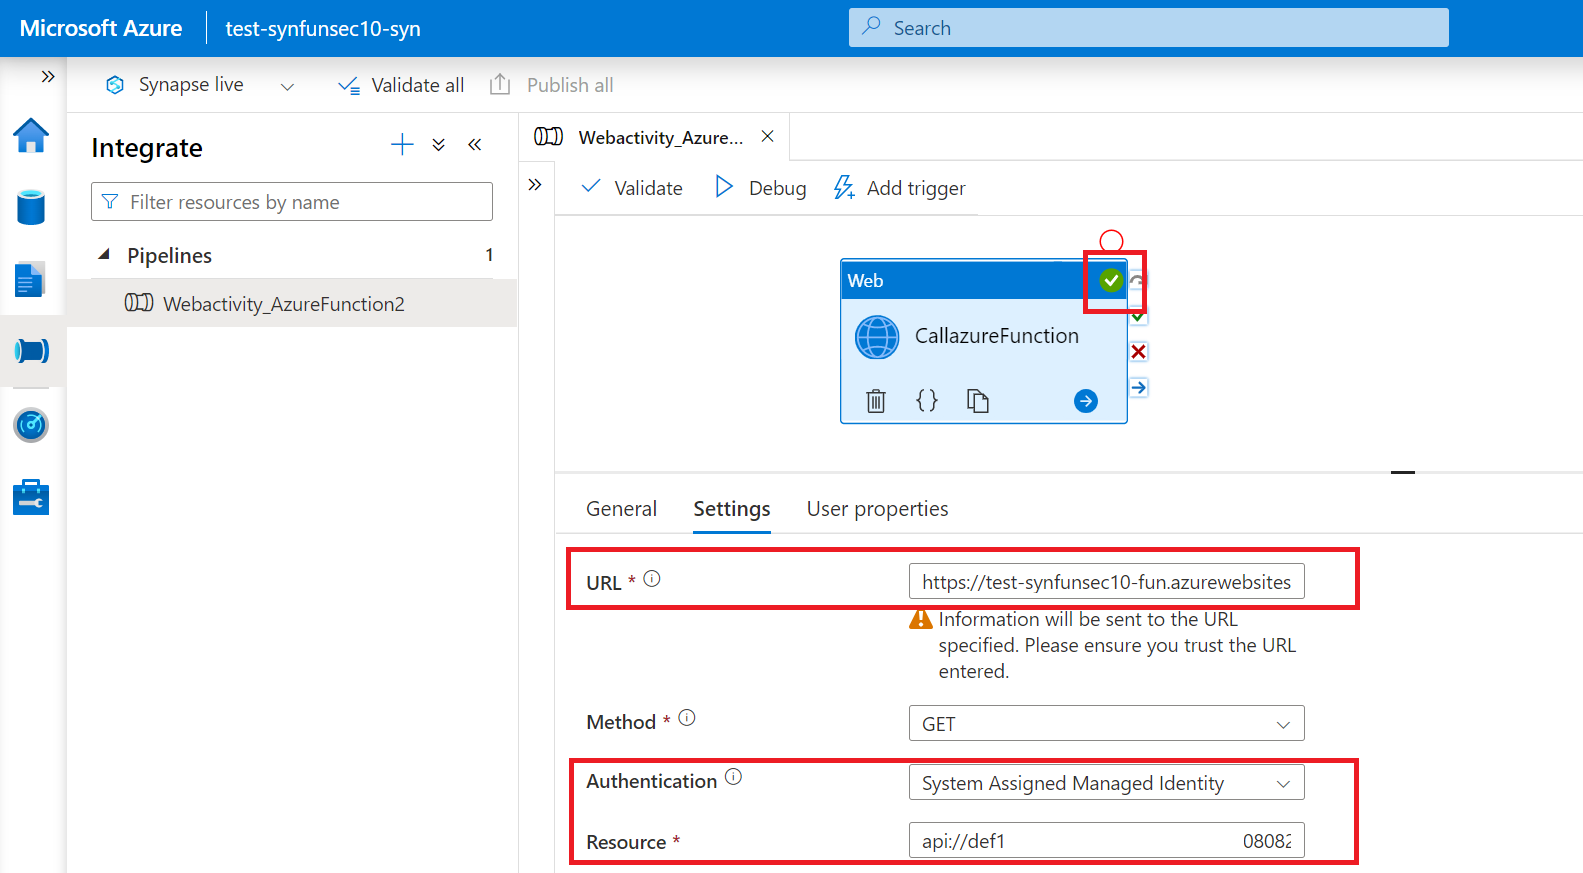 Microsoft Azure
test-synfunsec10-syn
Search
Synapse live
Validate all
Publish all
Integrate
Filter resources by name
Pipelines 1
Webactivity_AzureFunction2
Webactivity_Azure...
Validate
Debug
Add trigger
Web
CallazureFunction
{}
General
Settings
User properties
URL *
https://test-synfunsec10-fun.azurewebsites
Information will be sent to the URL
specified. Please ensure you trust the URL
entered.
Method *
GET
Authentication
System Assigned Managed Identity
Resource *
api://def1 08082